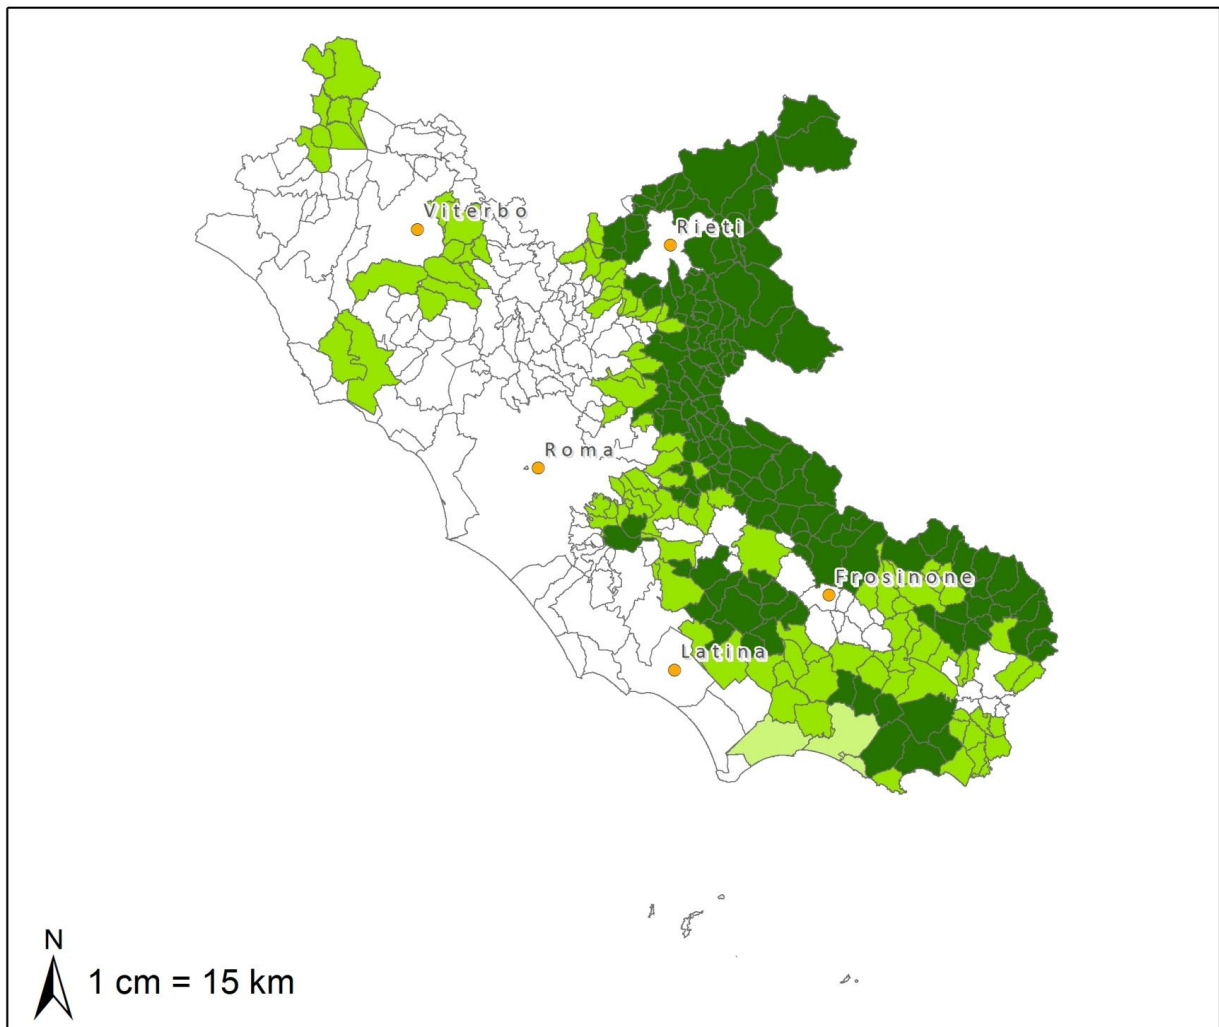 Viterbo
Rieti
Roma
Frosinone
Latina
N
1 cm = 15 km